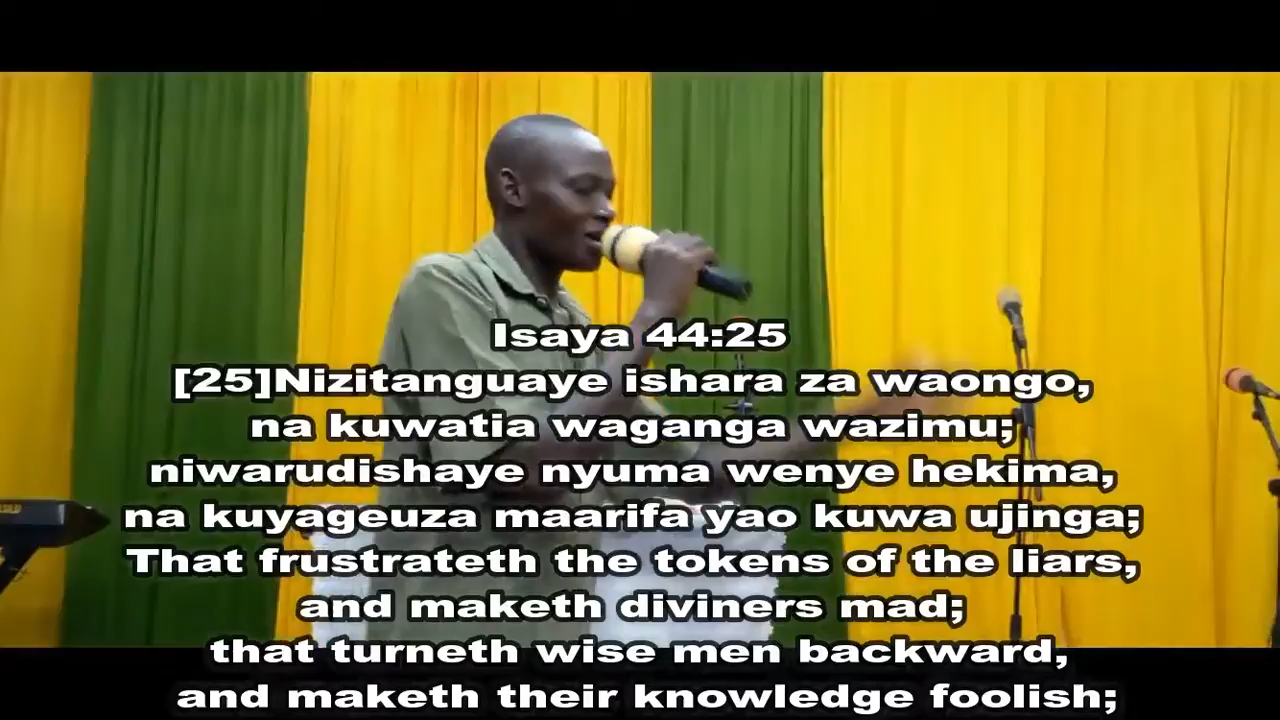 Isaya 44:25
[25]Nizitanguaye ishara za waongo,
na kuwatia waganga wazimu;
niwarudishaye nyuma wenye hekima,
na kuyageuza maarifa yao kuwa ujinga;
That frustrateth the tokens of the liars,
and maketh diviners mad;
that turneth wise men backward,
and maketh their knowledge foolish;